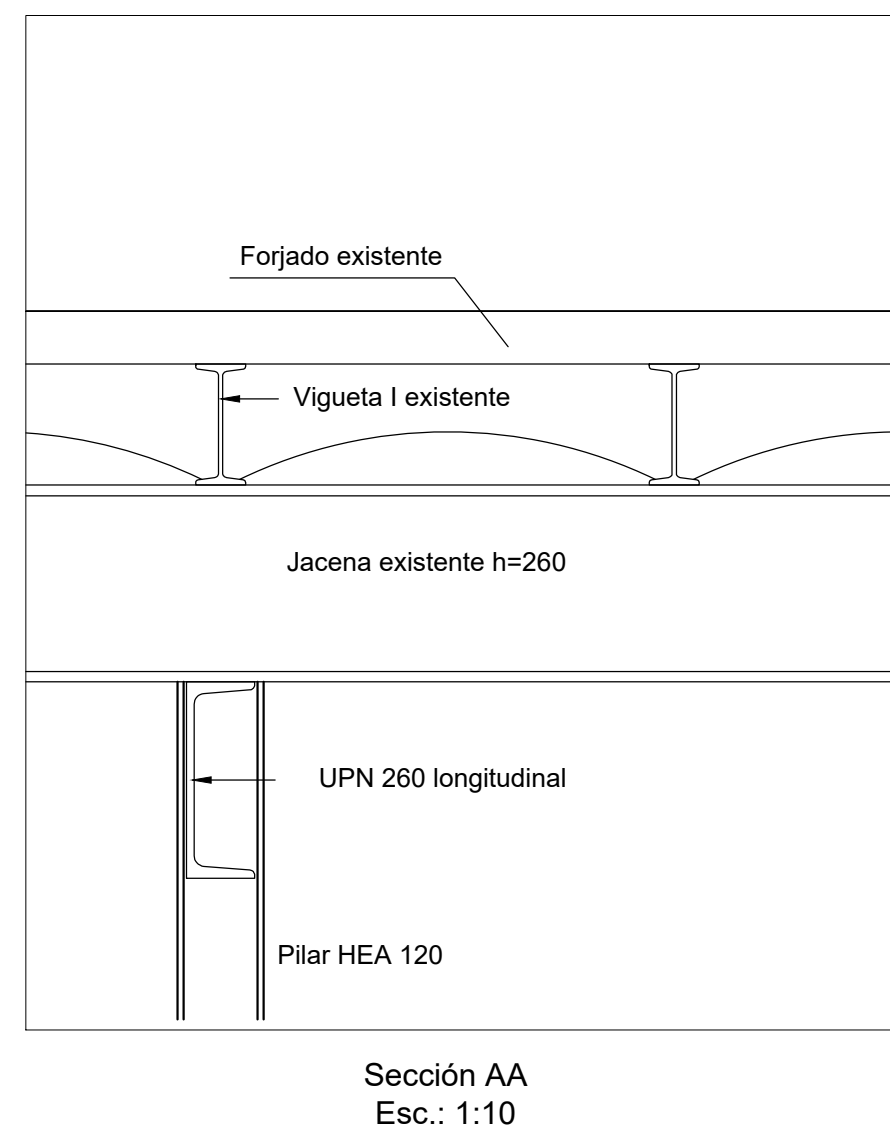 Forjado existente
Vigueta I existente
Jacena existente h=260
UPN 260 longitudinal
Pilar HEA 120
Sección AA
Esc.: 1:10